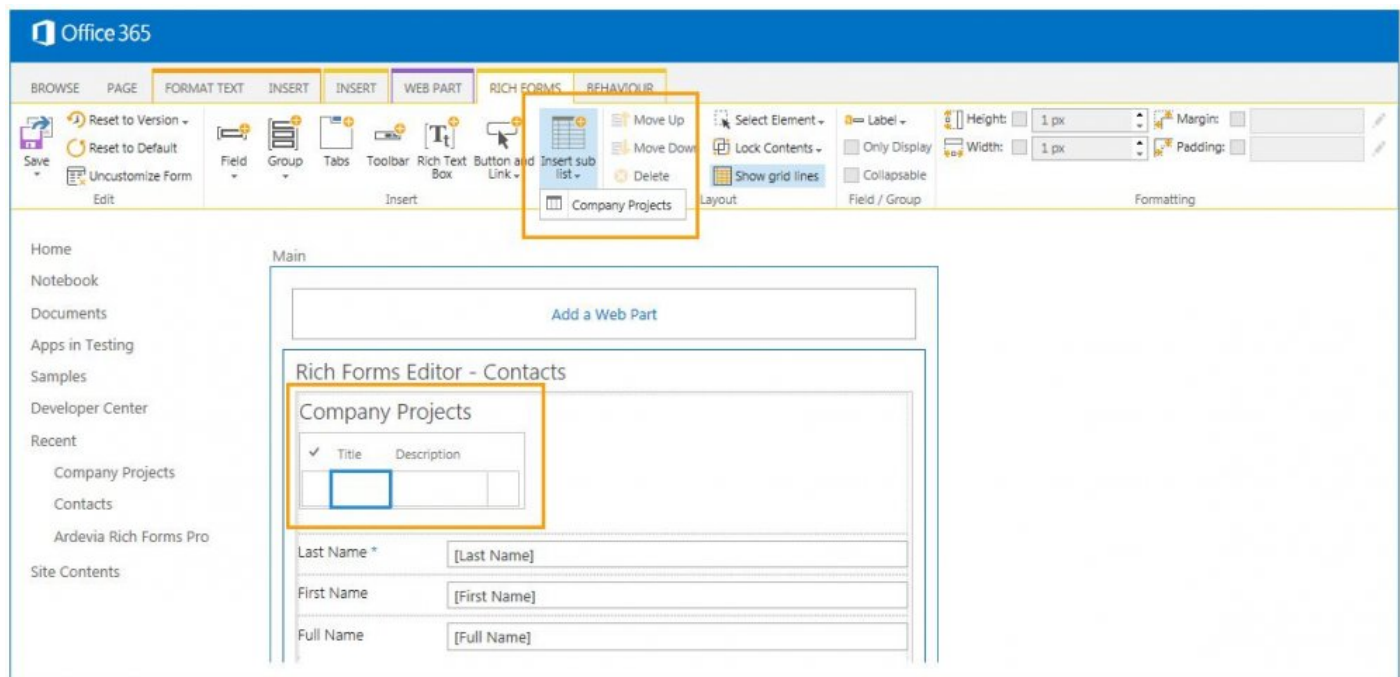 Office 365
BROWSE PAGE FORMAT TEXT INSERT INSERT WEB PART RICH FORMS BEHAVIOUR
Save
Reset to Version
Reset to Default
Uncustomize Form
Edit
Field
Group
Tabs
Toolbar
Rich Text
Box
Button and
Link
Insert sub
list
Insert
Company Projects
Move Up
Move Down
Delete
Select Element
Lock Contents
Show grid lines
Layout
Label
Only Display
Collapsable
Field / Group
Height: 1 px
Width: 1 px
Margin:
Padding:
Formatting
Home
Notebook
Documents
Apps in Testing
Samples
Developer Center
Recent
Company Projects
Contacts
Ardevia Rich Forms Pro
Site Contents
Main
Add a Web Part
Rich Forms Editor - Contacts
Company Projects
Title Description
Last Name * [Last Name]
First Name [First Name]
Full Name [Full Name]